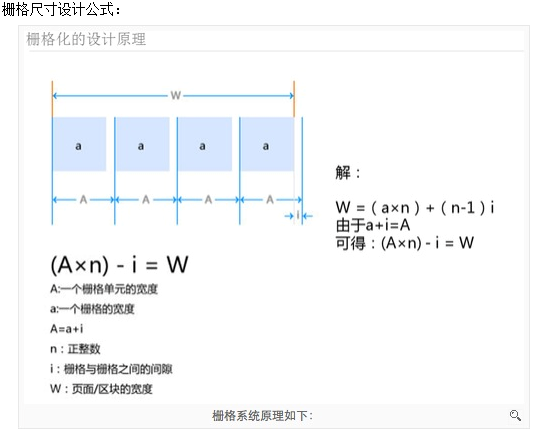 栅格尺寸设计公式：
栅格化的设计原理
W
a a a a
A A A A
i
解：
W =（a×n）+（n-1）i
由于a+i=A
可得：(A×n) - i = W
(A×n) - i = W
A:一个栅格单元的宽度
a:一个栅格的宽度
A=a+i
n：正整数
i：栅格与栅格之间的间隙
W：页面/区块的宽度
栅格系统原理如下：